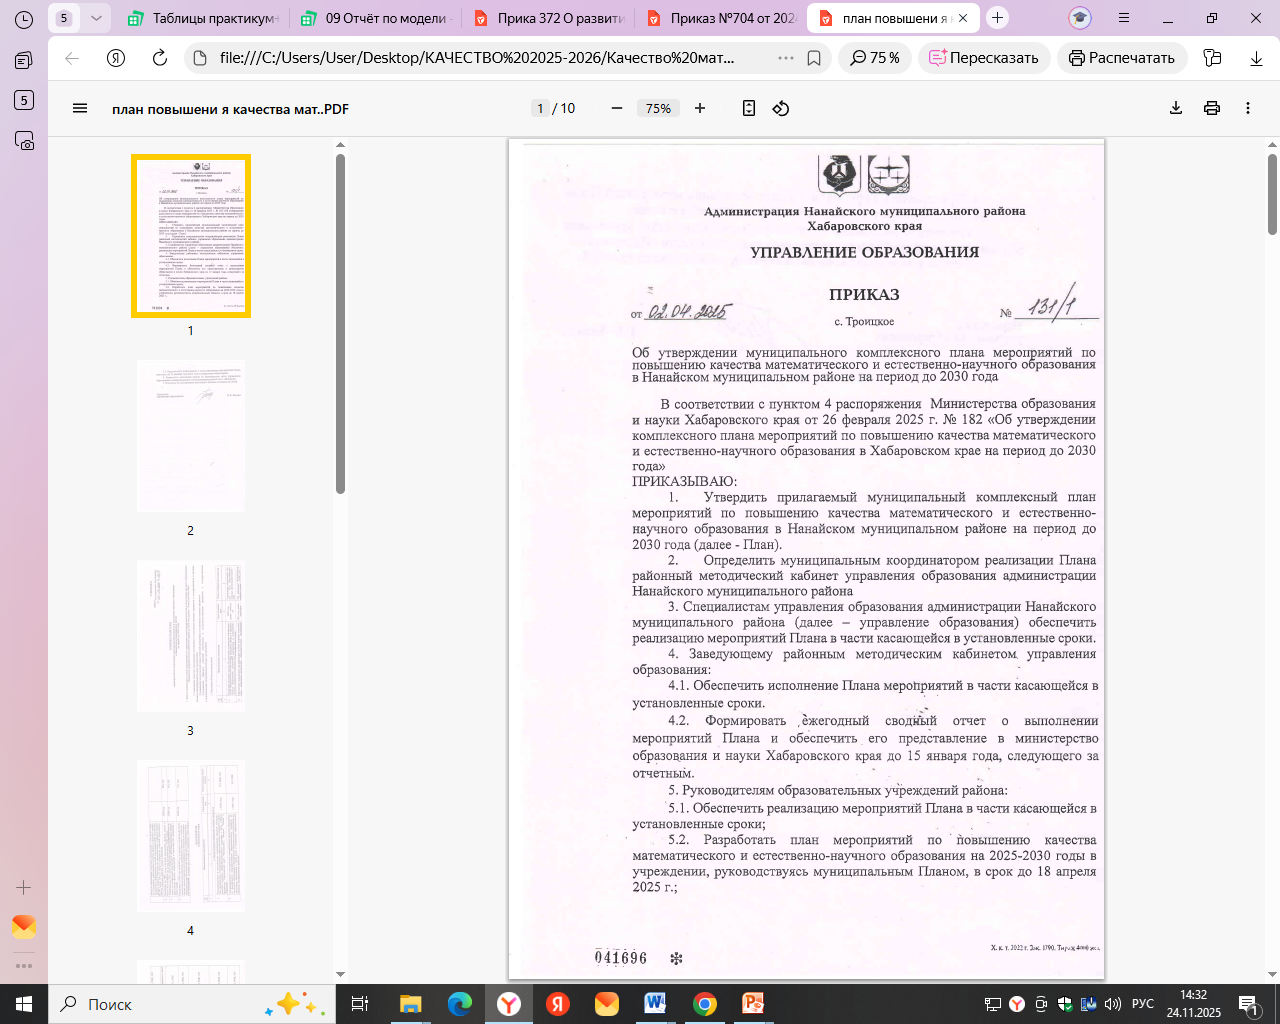 5
Таблицы практикум
09 Отчёт по модели
Прика 372 О развити
Приказ №704 от 202
план повышени я к
file:///C:/Users/User/Desktop/КАЧЕСТВО%202025-2026/Качество%20мат...
75 %
Пересказать
Распечатать
5
план повышени я качества мат..PDF
1 / 10
75%
Администрация Нанайского муниципального района
Хабаровского края
УПРАВЛЕНИЕ ОБРАЗОВАНИЯ
ПРИКАЗ
от 02.04.2025
№ 131/1
с. Троицкое
Об утверждении муниципального комплексного плана мероприятий по
повышению качества математического и естественно-научного образования
в Нанайском муниципальном районе на период до 2030 года
В соответствии с пунктом 4 распоряжения Министерства образования
и науки Хабаровского края от 26 февраля 2025 г. № 182 «Об утверждении
комплексного плана мероприятий по повышению качества математического
и естественно-научного образования в Хабаровском крае на период до 2030
года»
ПРИКАЗЫВАЮ:
1. Утвердить прилагаемый муниципальный комплексный план
мероприятий по повышению качества математического и естественно-
научного образования в Нанайском муниципальном районе на период до
2030 года (далее - План).
2. Определить муниципальным координатором реализации Плана
районный методический кабинет управления образования администрации
Нанайского муниципального района
3. Специалистам управления образования администрации Нанайского
муниципального района (далее – управление образования) обеспечить
реализацию мероприятий Плана в части касающейся в установленные сроки.
4. Заведующему районным методическим кабинетом управления
образования:
4.1. Обеспечить исполнение Плана мероприятий в части касающейся в
установленные сроки.
4.2. Формировать ежегодный сводный отчет о выполнении
мероприятий Плана и обеспечить его представление в министерство
образования и науки Хабаровского края до 15 января года, следующего за
отчетным.
5. Руководителям образовательных учреждений района:
5.1. Обеспечить реализацию мероприятий Плана в части касающейся в
установленные сроки;
5.2. Разработать план мероприятий по повышению качества
математического и естественно-научного образования на 2025-2030 годы в
учреждении, руководствуясь муниципальным Планом, в срок до 18 апреля
2025 г.;
Х. к. т. 2022 г. Зак. 1790. Тираж 4000 экз.
041696
1
2
3
4
Поиск
РУС
14:32
24.11.2025
1